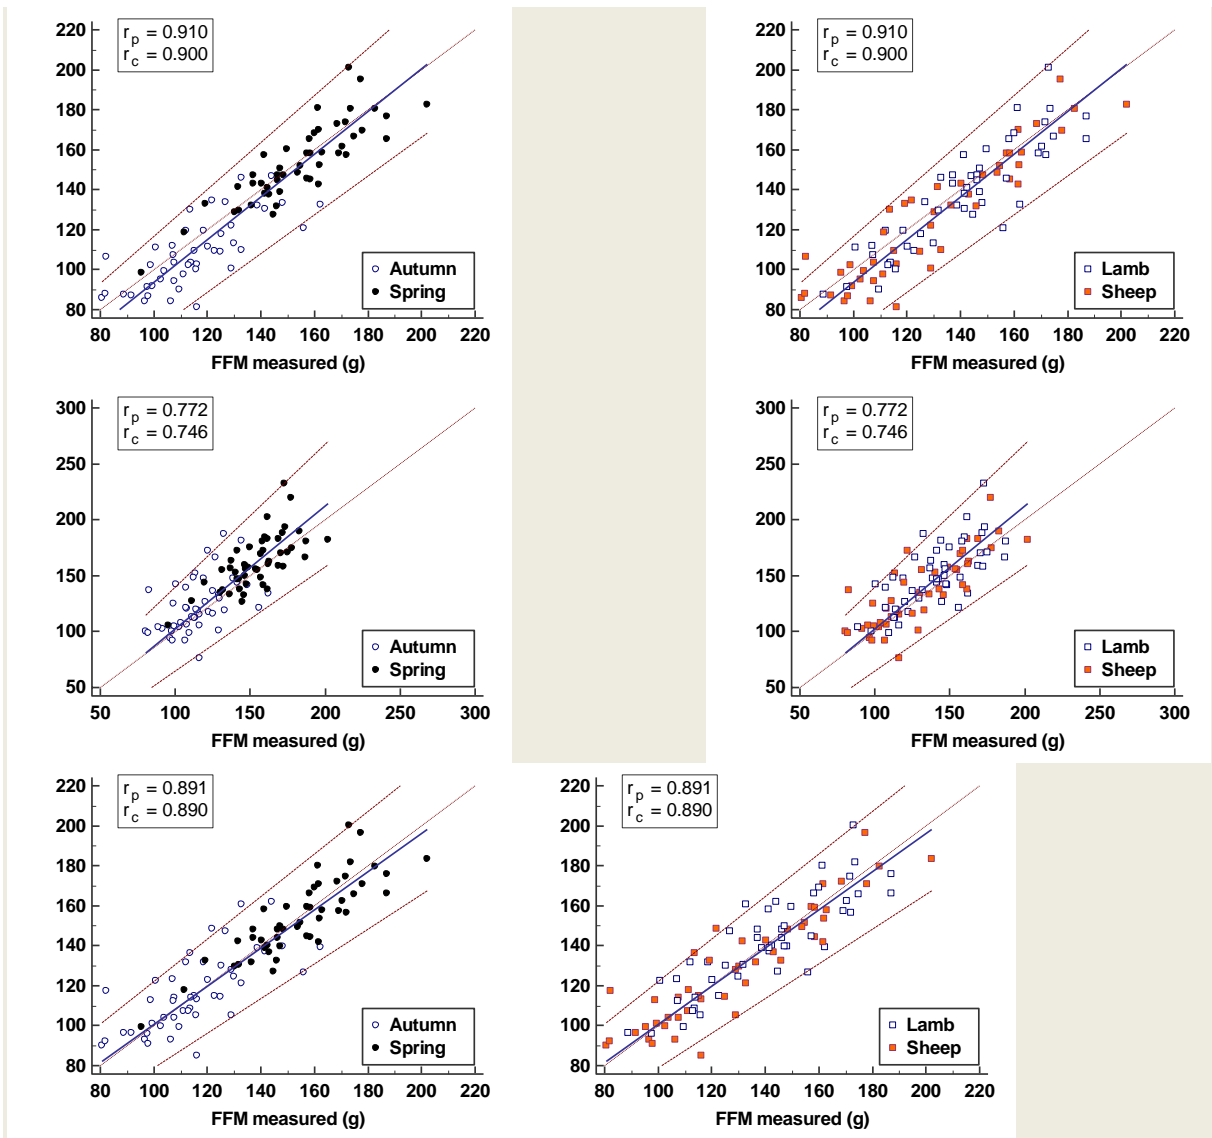 r_p = 0.910
r_c = 0.900
220
200
180
160
140
120
100
80
Autumn
Spring
80 100 120 140 160 180 200 220
FFM measured (g)
r_p = 0.910
r_c = 0.900
220
200
180
160
140
120
100
80
Lamb
Sheep
80 100 120 140 160 180 200 220
FFM measured (g)
r_p = 0.772
r_c = 0.746
300
250
200
150
100
50
Autumn
Spring
50 100 150 200 250 300
FFM measured (g)
r_p = 0.772
r_c = 0.746
300
250
200
150
100
50
Lamb
Sheep
50 100 150 200 250 300
FFM measured (g)
r_p = 0.891
r_c = 0.890
220
200
180
160
140
120
100
80
Autumn
Spring
80 100 120 140 160 180 200 220
FFM measured (g)
r_p = 0.891
r_c = 0.890
220
200
180
160
140
120
100
80
Lamb
Sheep
80 100 120 140 160 180 200 220
FFM measured (g)